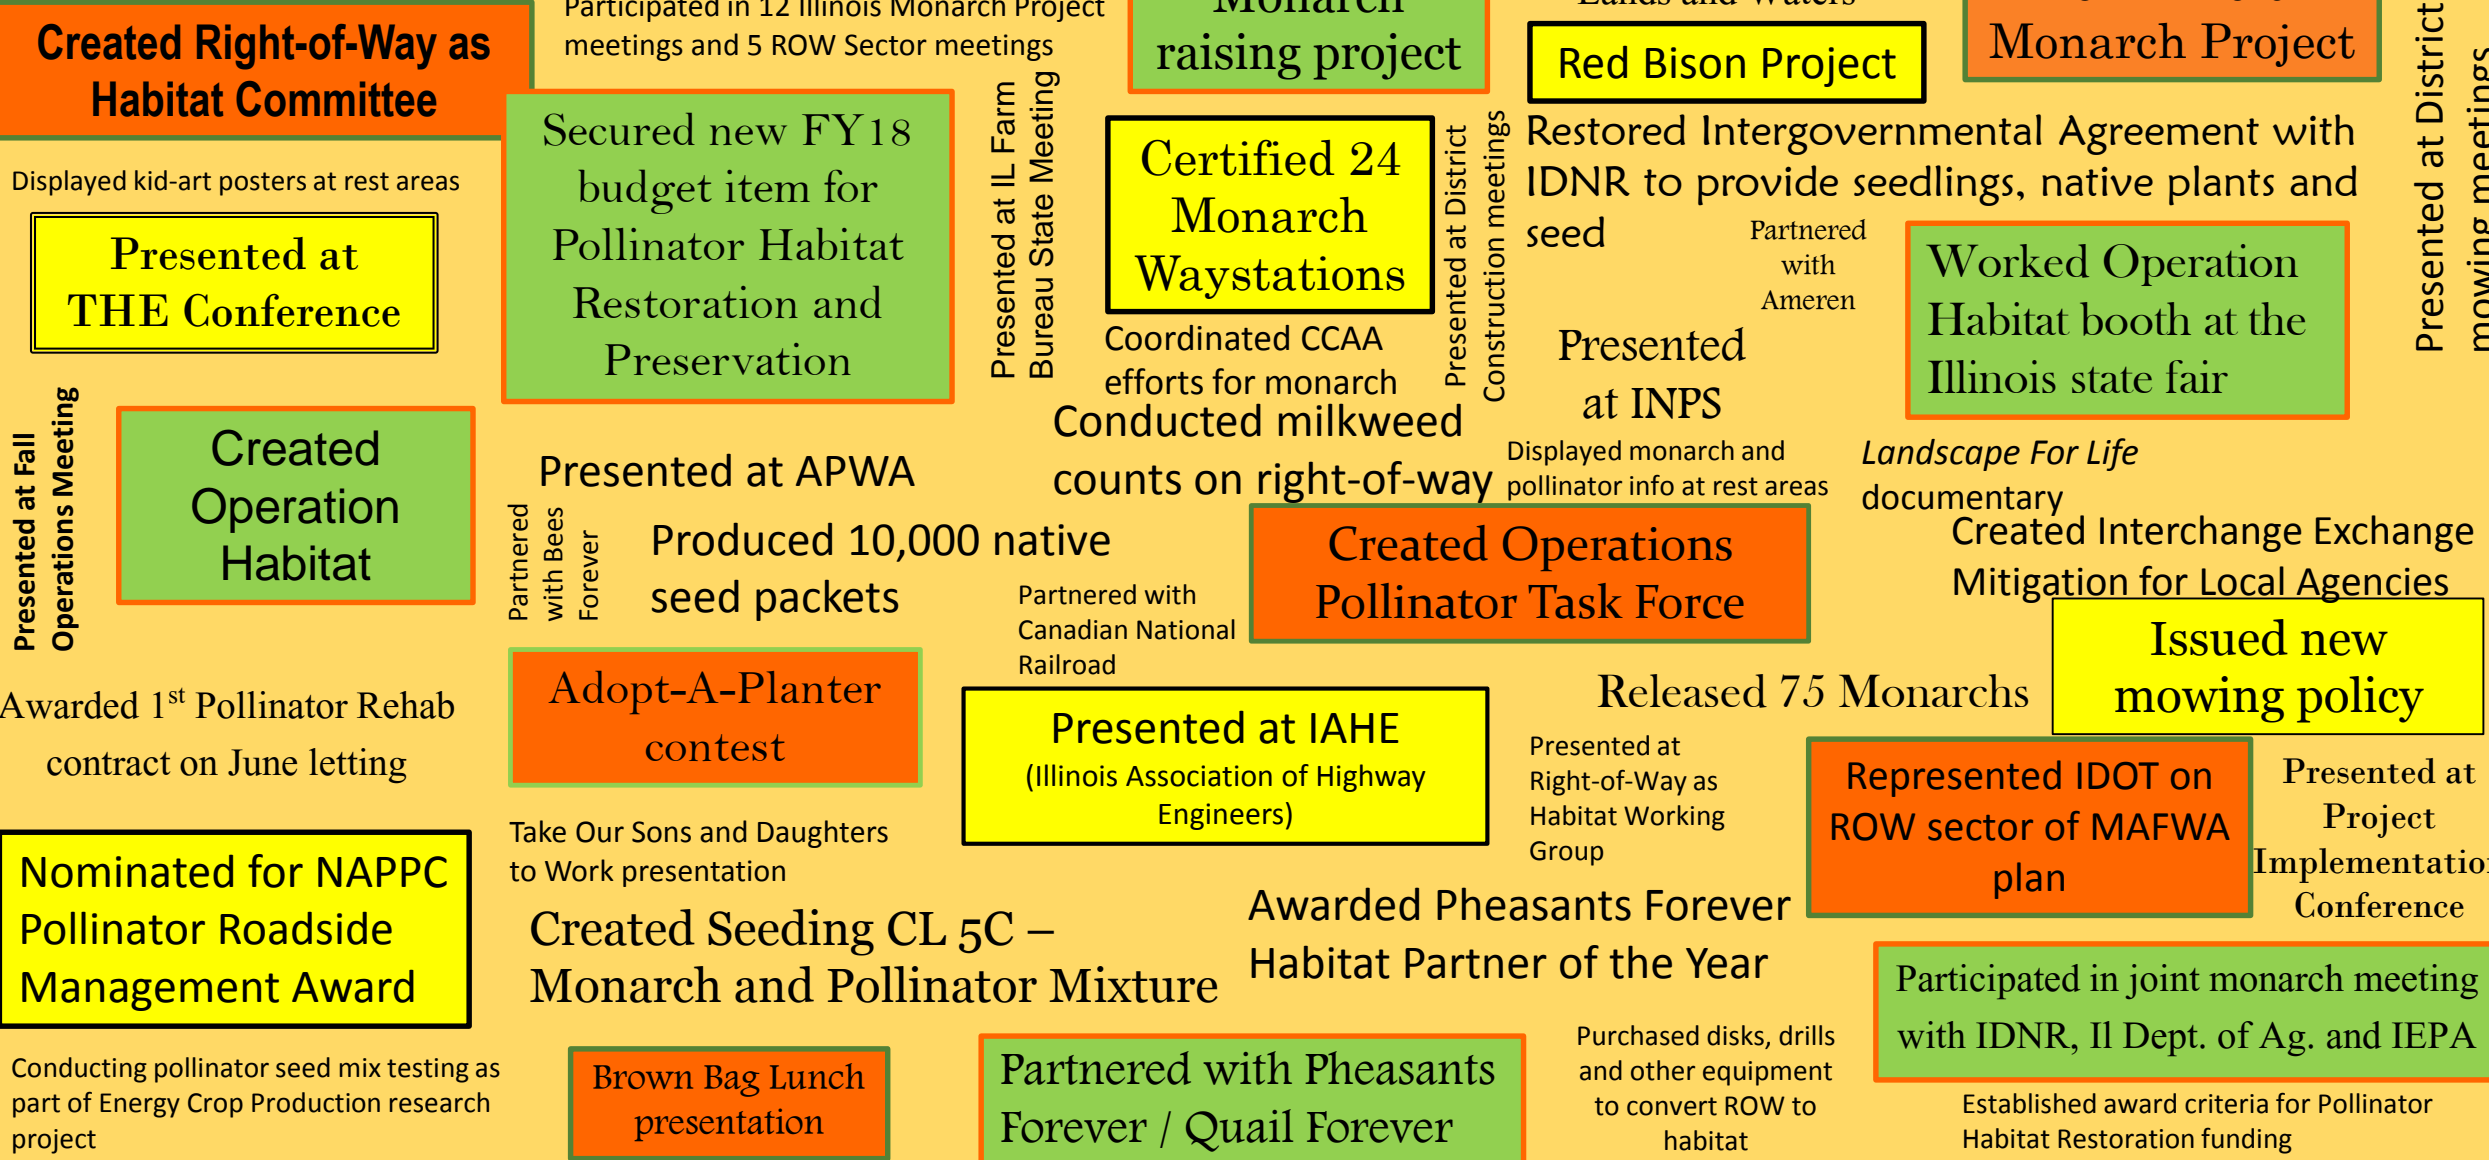 Created Right-of-Way as
Habitat Committee
Participated in 12 Illinois Monarch Project
meetings and 5 ROW Sector meetings
Monarch
raising project
Lands and Waters
Red Bison Project
Monarch Project
Presented at District
mowing meetings
Displayed kid-art posters at rest areas
Secured new FY18
budget item for
Pollinator Habitat
Restoration and
Preservation
Presented at IL Farm
Bureau State Meeting
Certified 24
Monarch
Waystations
Presented at District
Construction meetings
Restored Intergovernmental Agreement with
IDNR to provide seedlings, native plants and
seed
Partnered
with
Ameren
Presented at
THE Conference
Worked Operation
Habitat booth at the
Illinois state fair
Coordinated CCAA
efforts for monarch
Presented
at INPS
Presented at Fall
Operations Meeting
Created
Operation
Habitat
Presented at APWA
Conducted milkweed
counts on right-of-way
Displayed monarch and
pollinator info at rest areas
Landscape For Life
documentary
Partnered
with Bees
Forever
Produced 10,000 native
seed packets
Partnered with
Canadian National
Railroad
Created Operations
Pollinator Task Force
Created Interchange Exchange
Mitigation for Local Agencies
Issued new
mowing policy
Awarded 1st Pollinator Rehab
contract on June letting
Adopt-A-Planter
contest
Presented at IAHE
(Illinois Association of Highway
Engineers)
Released 75 Monarchs
Presented at
Right-of-Way as
Habitat Working
Group
Represented IDOT on
ROW sector of MAFWA
plan
Presented at
Project
Implementation
Conference
Nominated for NAPPC
Pollinator Roadside
Management Award
Take Our Sons and Daughters
to Work presentation
Created Seeding CL 5C –
Monarch and Pollinator Mixture
Awarded Pheasants Forever
Habitat Partner of the Year
Participated in joint monarch meeting
with IDNR, Il Dept. of Ag. and IEPA
Conducting pollinator seed mix testing as
part of Energy Crop Production research
project
Brown Bag Lunch
presentation
Partnered with Pheasants
Forever / Quail Forever
Purchased disks, drills
and other equipment
to convert ROW to
habitat
Established award criteria for Pollinator
Habitat Restoration funding